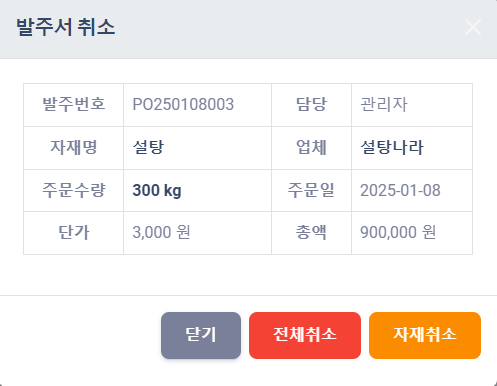 발주서 취소
발주번호 PO250108003 담당 관리자
자재명 설탕 업체 설탕나라
주문수량 300 kg 주문일 2025-01-08
단가 3,000 원 총액 900,000 원
닫기 전체취소 자재취소